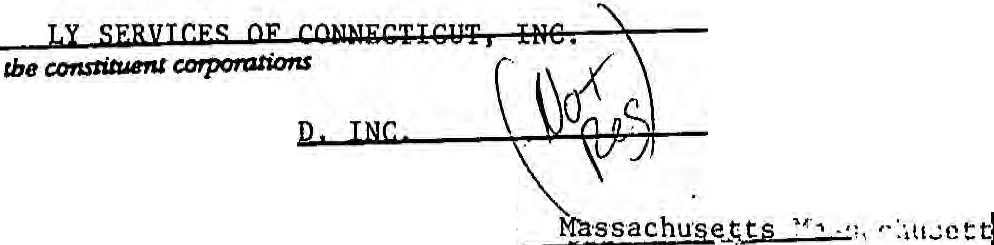 LY SERVICES OF CONNECTICUT, INC.
the constituent corporations
(Not
res)
D. INC.
Massachusetts